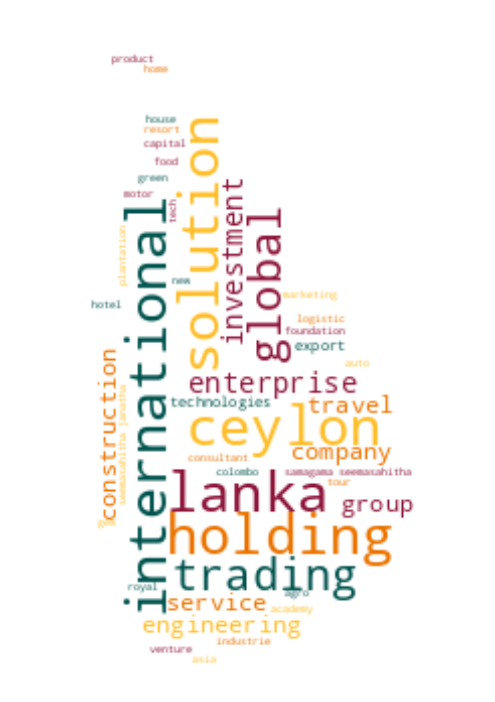 product
home
house
resort
capital
food
green
motor
tech
solution
international
investment
global
plantation
new
hotel
marketing
logistic
foundation
export
auto
construction
enterprise
seemasahitha janatha
technologies
travel
ceylon
company
consultant
colombo
samagama seemasahitha
tour
lanka
group
holding
trading
royal
agro
service
academy
engineering
industrie
venture
asia